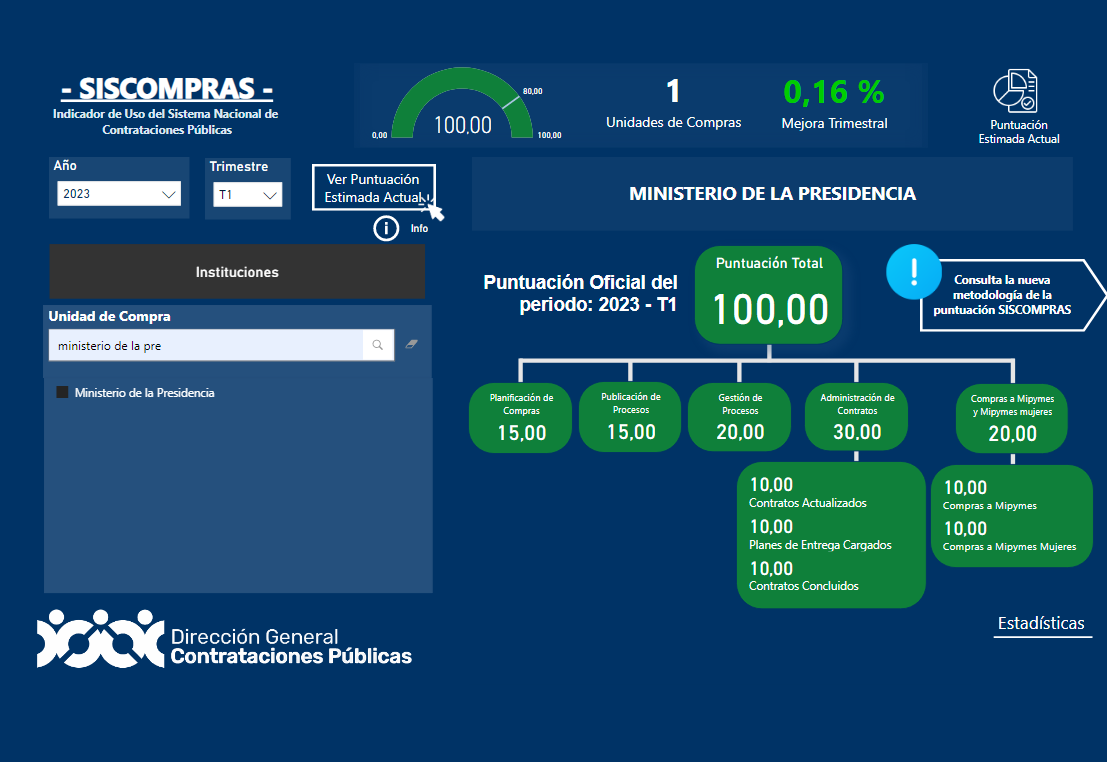 - SISCOMPRAS -
Indicador de Uso del Sistema Nacional de
Contrataciones Públicas
80,00
0,00
100,00
100,00
1
Unidades de Compras
0,16 %
Mejora Trimestral
Puntuación
Estimada Actual
Año
2023
Trimestre
T1
Ver Puntuación
Estimada Actual
Info
MINISTERIO DE LA PRESIDENCIA
Instituciones
Unidad de Compra
ministerio de la pre
Ministerio de la Presidencia
Puntuación Oficial del
periodo: 2023 - T1
Puntuación Total
100,00
!
Consulta la nueva
metodología de la
puntuación SISCOMPRAS
Planificación de
Compras
15,00
Publicación de
Procesos
15,00
Gestión de
Procesos
20,00
Administración de
Contratos
30,00
Compras a Mipymes
y Mipymes mujeres
20,00
10,00
Contratos Actualizados
10,00
Planes de Entrega Cargados
10,00
Contratos Concluidos
10,00
Compras a Mipymes
10,00
Compras a Mipymes Mujeres
Estadísticas
Dirección General
Contrataciones Públicas